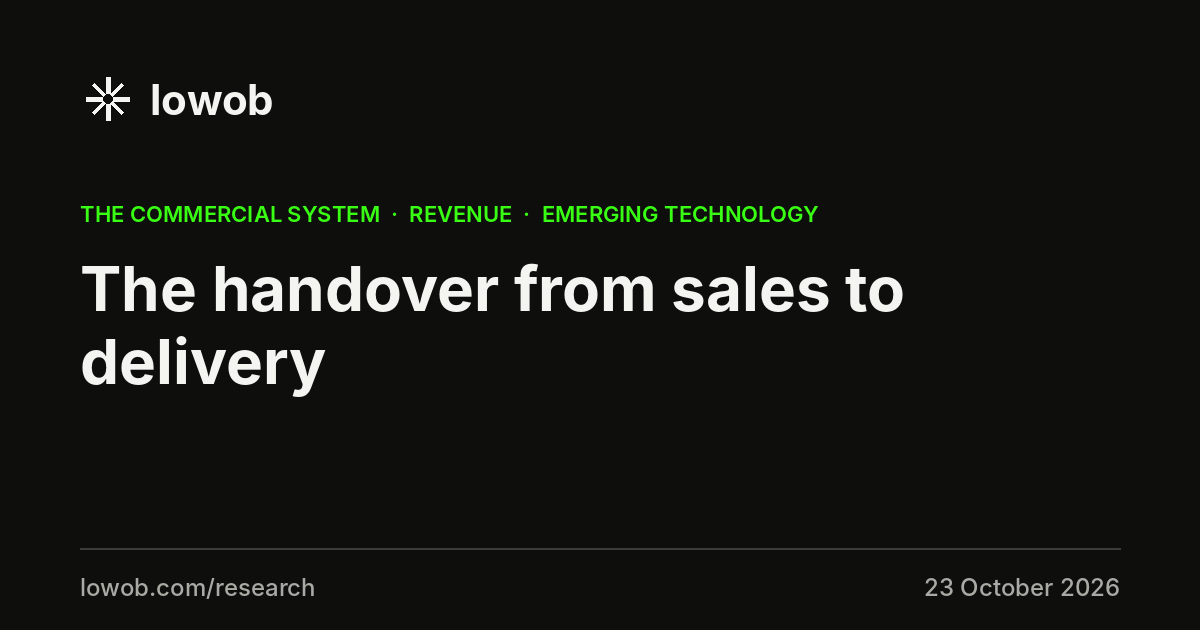 lowob
THE COMMERCIAL SYSTEM · REVENUE · EMERGING TECHNOLOGY
The handover from sales to
delivery
lowob.com/research
23 October 2026